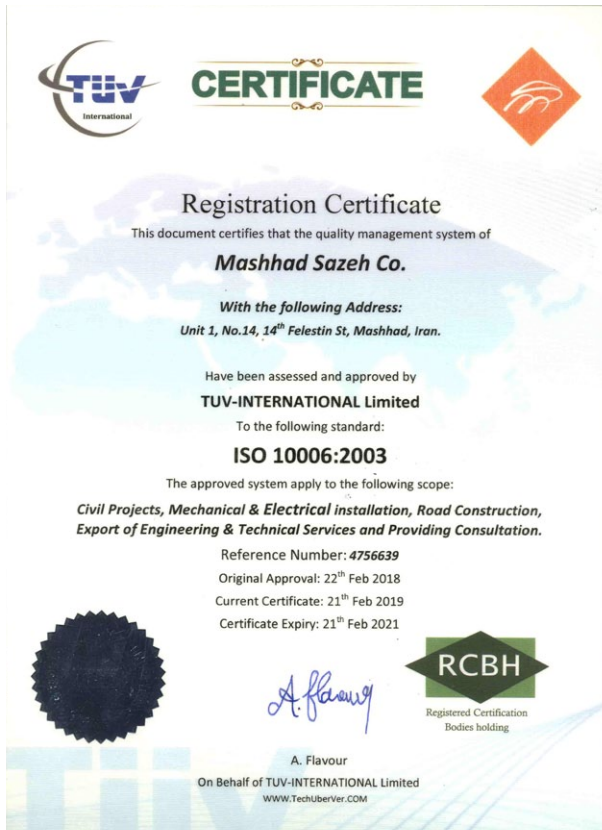 TÜV
International
CERTIFICATE
Registration Certificate
This document certifies that the quality management system of
Mashhad Sazeh Co.
With the following Address:
Unit 1, No.14, 14th Felestin St, Mashhad, Iran.
Have been assessed and approved by
TUV-INTERNATIONAL Limited
To the following standard:
ISO 10006:2003
The approved system apply to the following scope:
Civil Projects, Mechanical & Electrical installation, Road Construction,
Export of Engineering & Technical Services and Providing Consultation.
Reference Number: 4756639
Original Approval: 22th Feb 2018
Current Certificate: 21th Feb 2019
Certificate Expiry: 21th Feb 2021
RCBH
Registered Certification
Bodies holding
A. Flavour
A. Flavour
On Behalf of TUV-INTERNATIONAL Limited
WWW.TechUberVer.COM
TÜV